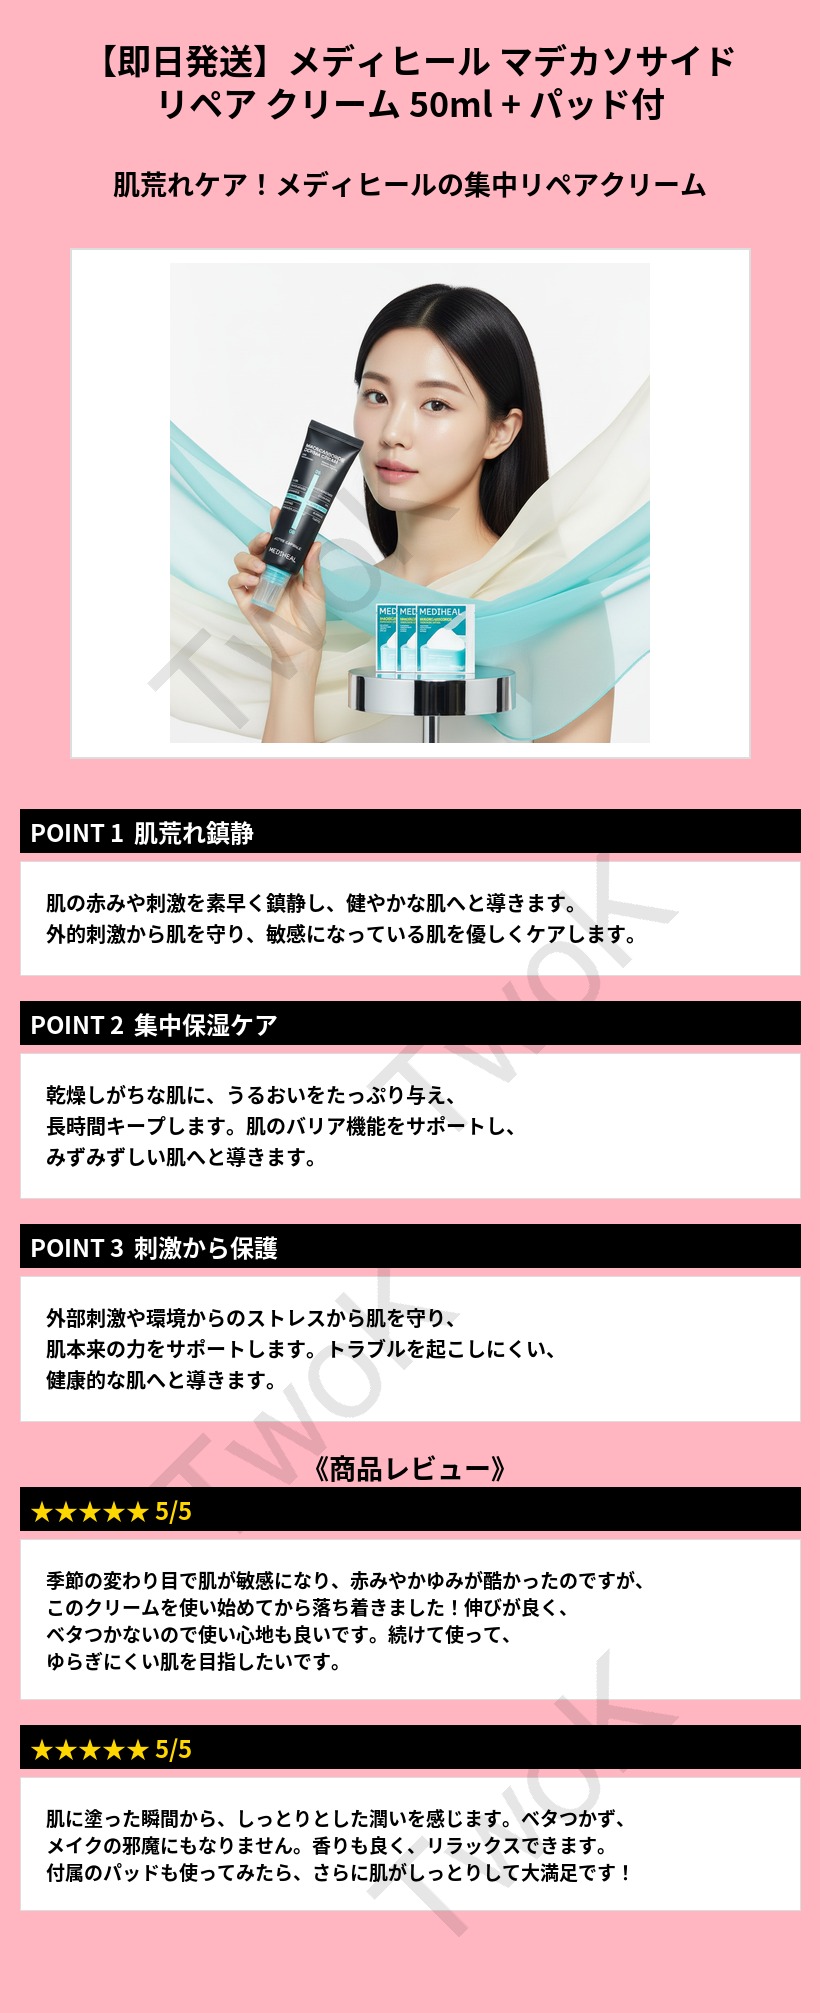 【即日発送】メディヒール マデカソサイド
リペア クリーム 50ml + パッド付
肌荒れケア！メディヒールの集中リペアクリーム
MEDIHEAL
MED
MED
MEDIHEAL
TwoK
POINT 1 肌荒れ鎮静
肌の赤みや刺激を素早く鎮静し、健やかな肌へと導きます。
外的刺激から肌を守り、敏感になっている肌を優しくケアします。
TwoK
POINT 2 集中保湿ケア
乾燥しがちな肌に、うるおいをたっぷり与え、
長時間キープします。肌のバリア機能をサポートし、
みずみずしい肌へと導きます。
POINT 3 刺激から保護
外部刺激や環境からのストレスから肌を守り、
肌本来の力をサポートします。トラブルを起こしにくい、
健康的な肌へと導きます。
TwoK
《商品レビュー》
★★★★★ 5/5
季節の変わり目で肌が敏感になり、赤みやかゆみが酷かったのですが、
このクリームを使い始めてから落ち着きました！伸びが良く、
ベタつかないので使い心地も良いです。続けて使って、
ゆらぎにくい肌を目指したいです。
★★★★★ 5/5
肌に塗った瞬間から、しっとりとした潤いを感じます。ベタつかず、
メイクの邪魔にもなりません。香りも良く、リラックスできます。
付属のパッドも使ってみたら、さらに肌がしっとりして大満足です！
TwoK